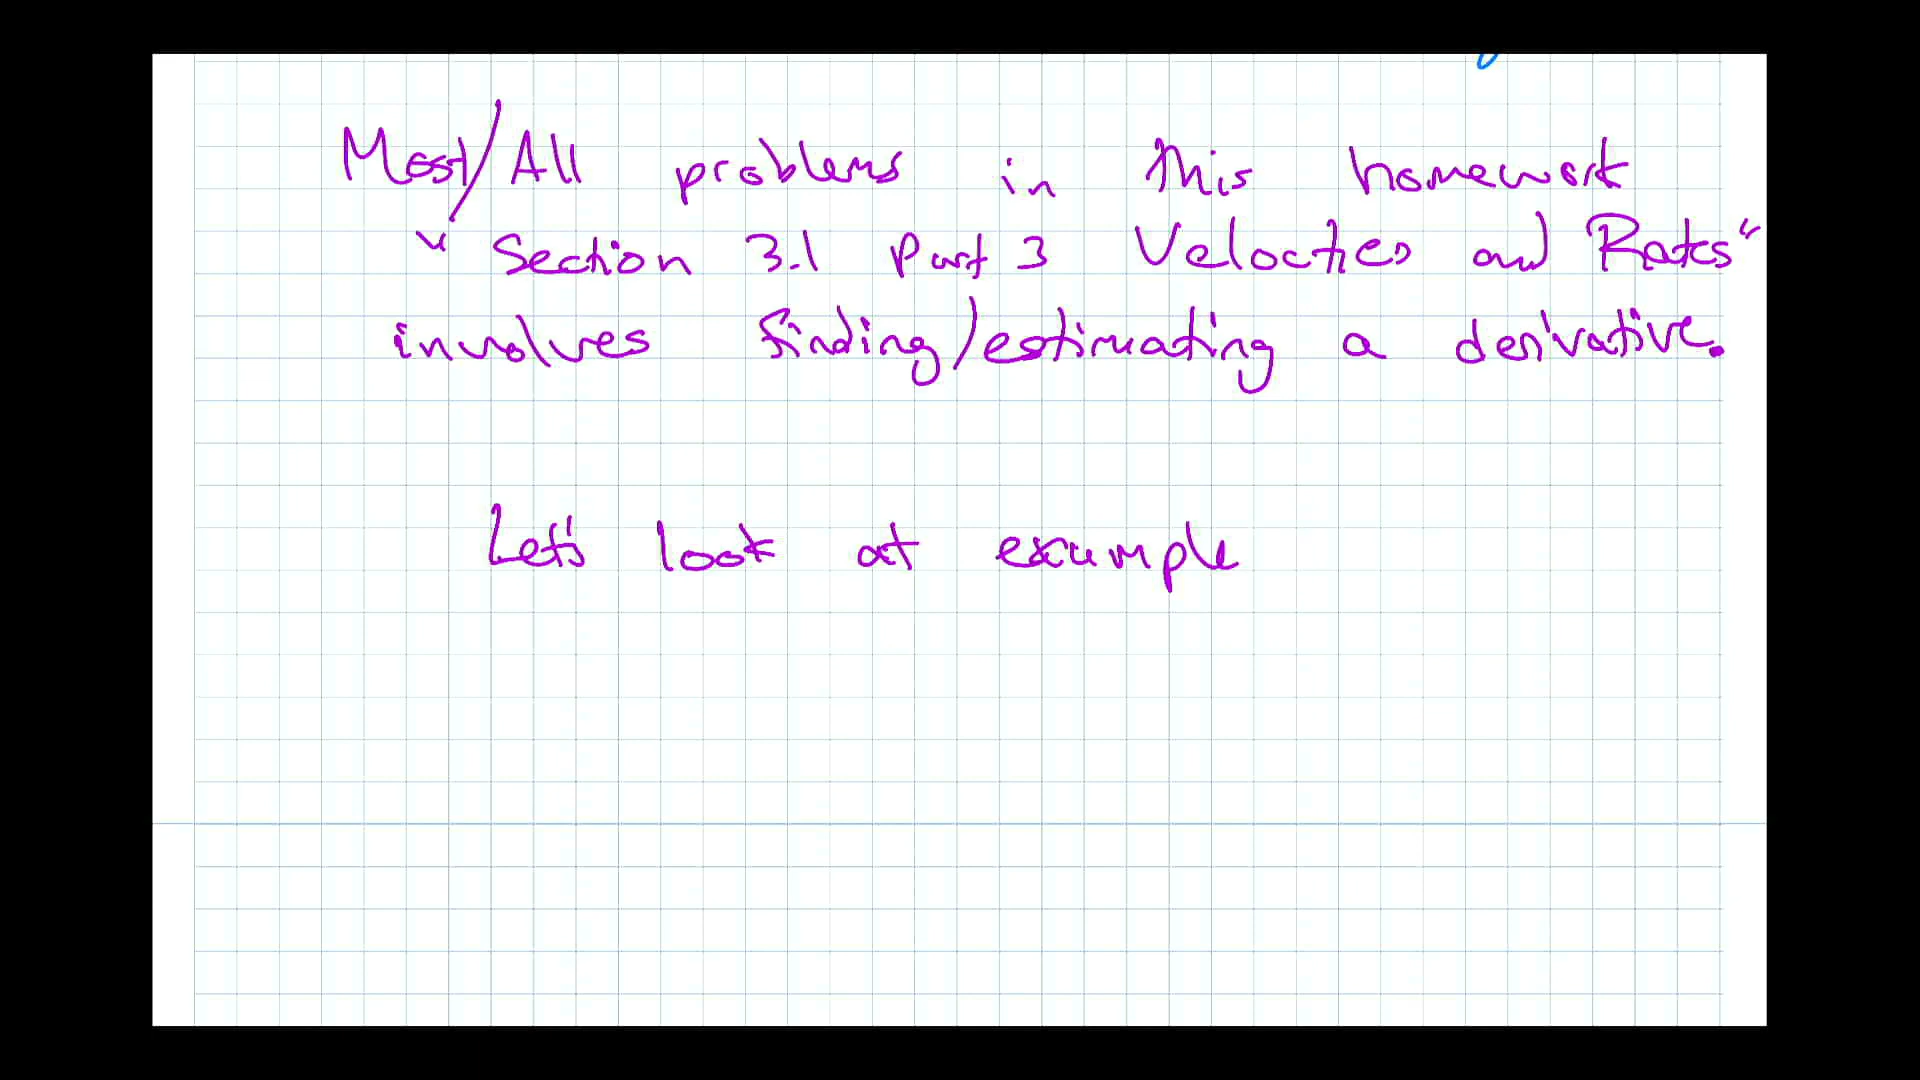 Most/All problems in this homework
"Section 3.1 Part 3 Velocties and Rates"
involves finding/estimating a derivative.
Let's look at example